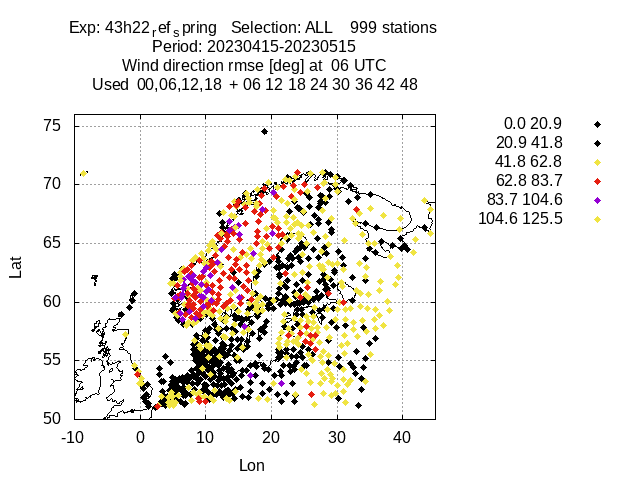 Exp: 43h22refspring Selection: ALL 999 stations
Period: 20230415-20230515
Wind direction rmse [deg] at 06 UTC
Used 00,06,12,18 + 06 12 18 24 30 36 42 48
0.0 20.9
20.9 41.8
41.8 62.8
62.8 83.7
83.7 104.6
104.6 125.5
75
70
65
60
55
50
Lat
-10 0 10 20 30 40
Lon